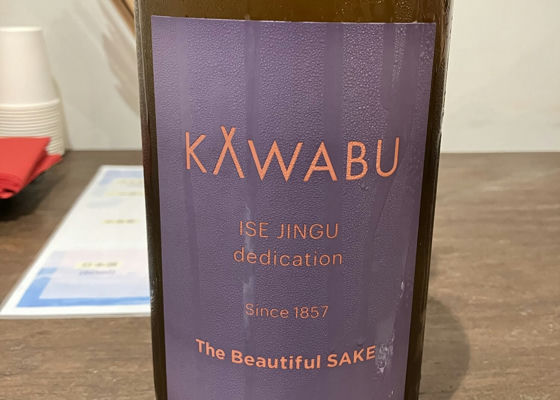 KAWABU
ISE JINGU
dedication
Since 1857
The Beautiful SAKE